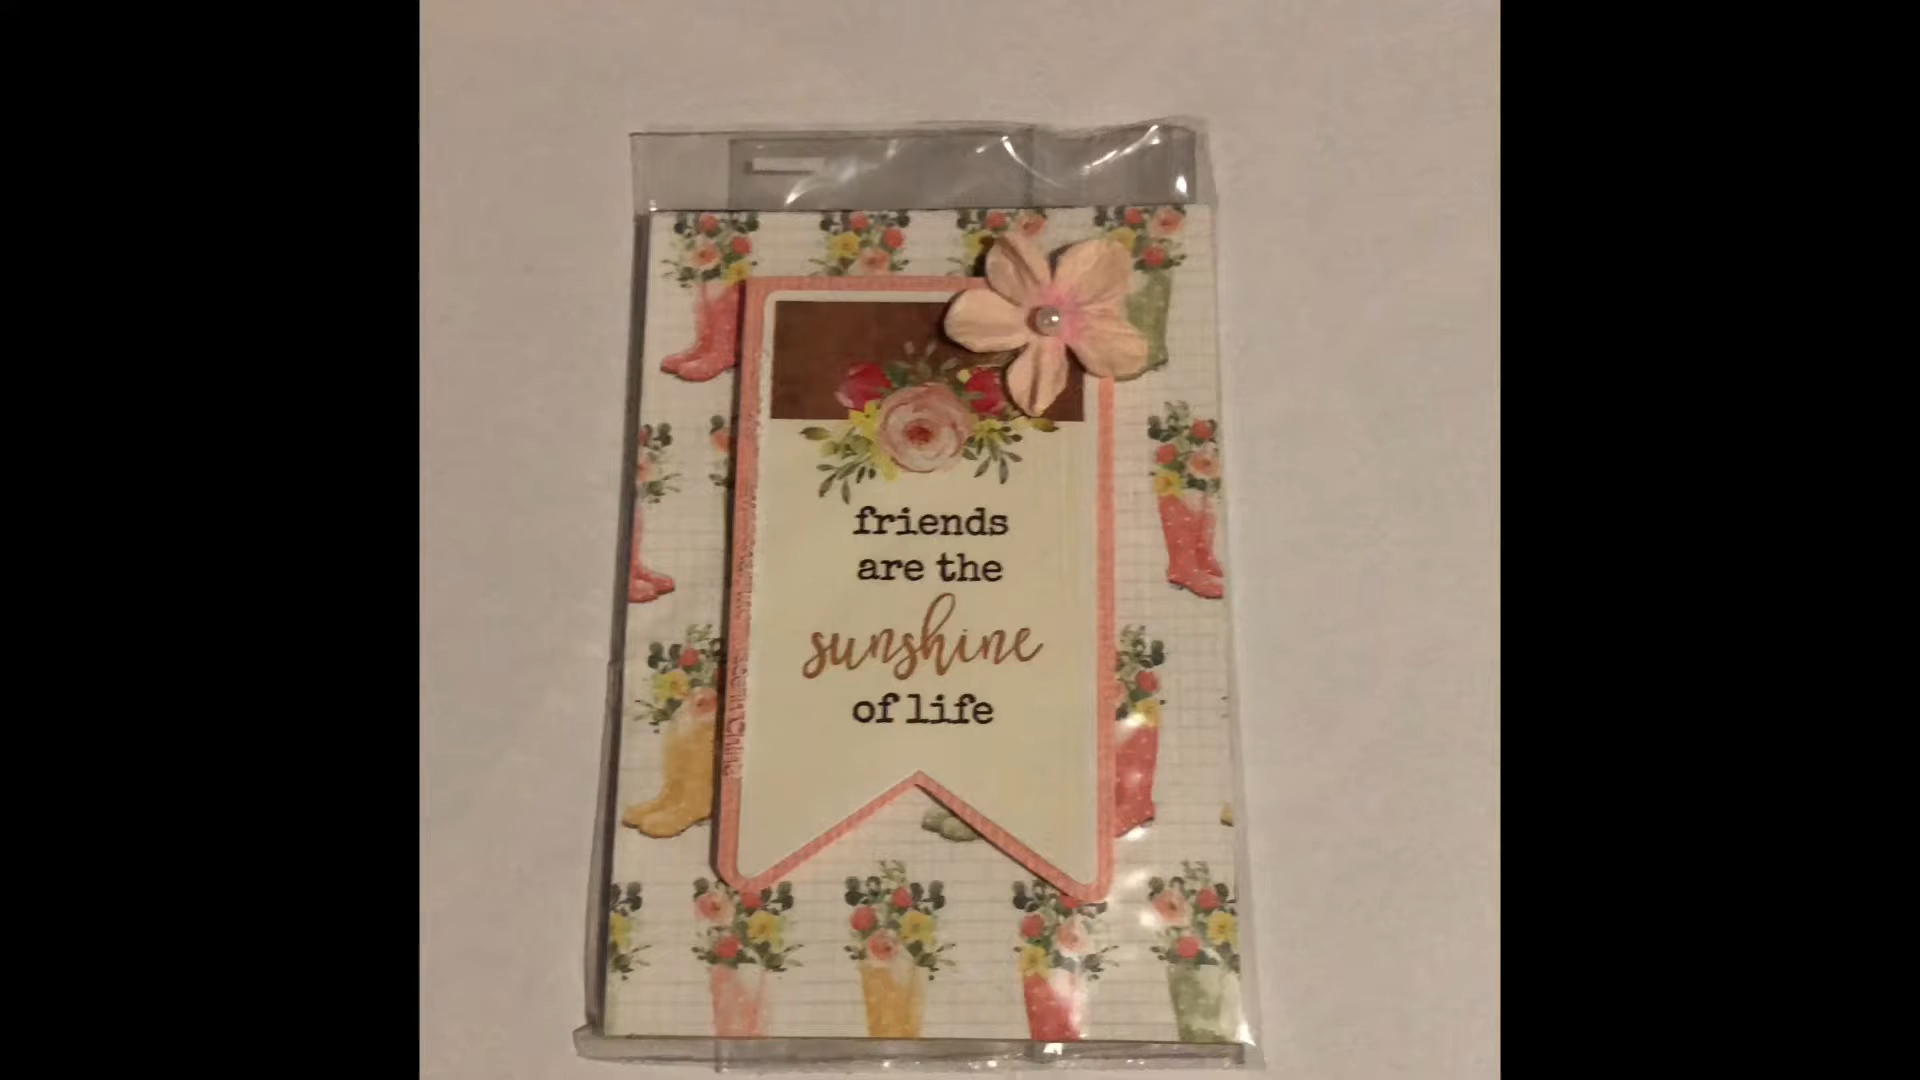 friends
are the
sunshine
of life